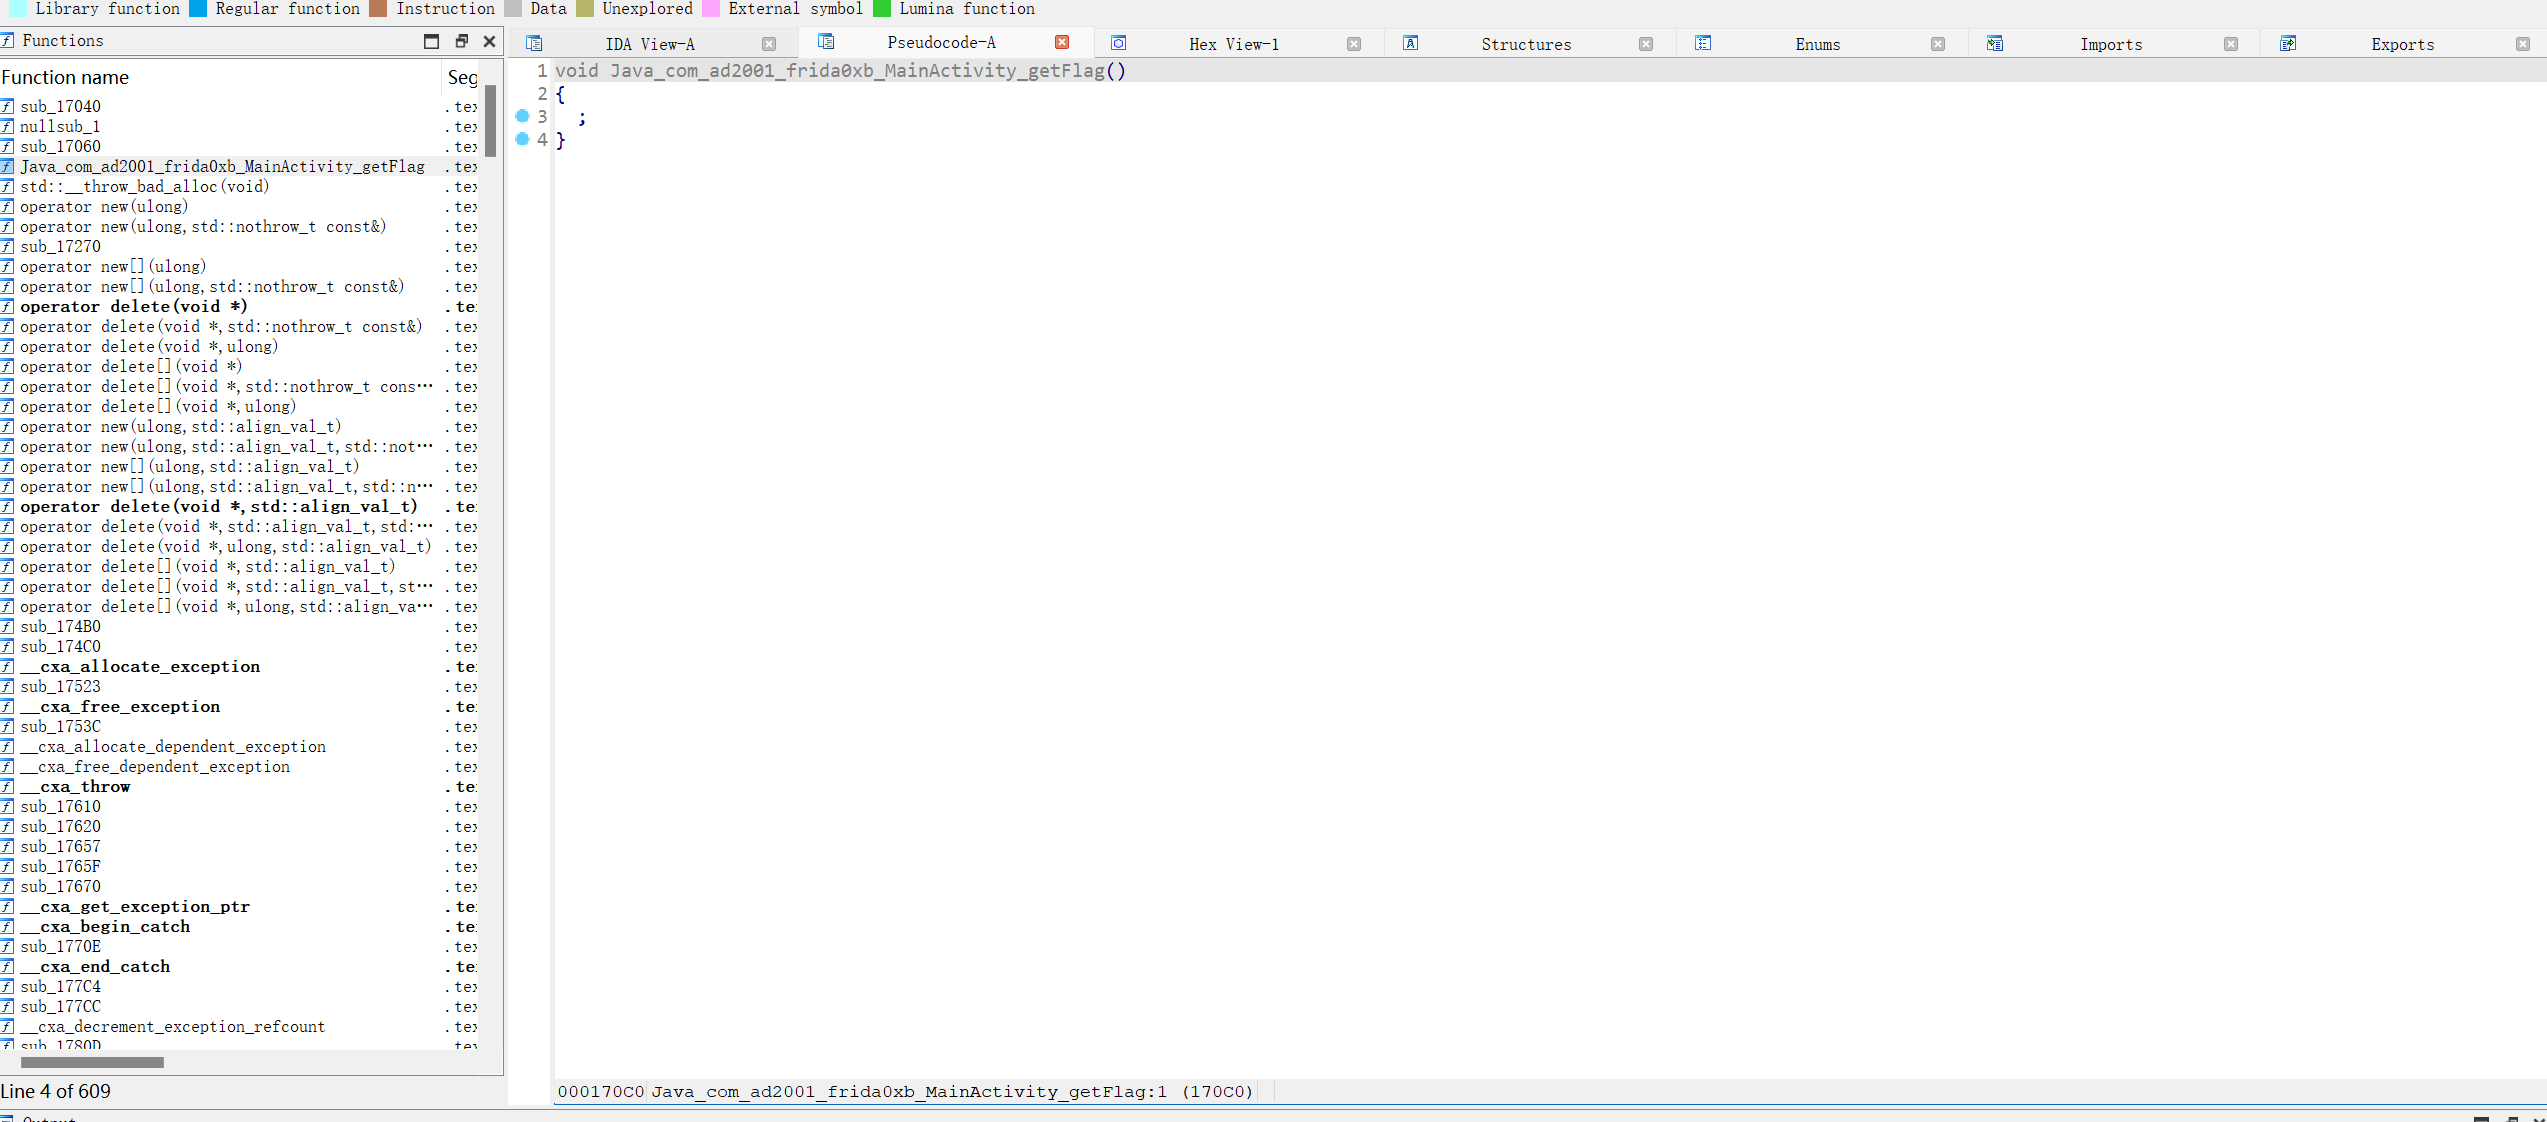 Library function Regular function Instruction Data Unexplored External symbol Lumina function
Functions
Function name Seg
sub_17040 .tex
nullsub_1 .tex
sub_17060 .tex
Java_com_ad2001_frida0xb_MainActivity_getFlag .tex
std::__throw_bad_alloc(void) .tex
operator new(ulong) .tex
operator new(ulong,std::nothrow_t const&) .tex
sub_17270 .tex
operator new[](ulong) .tex
operator new[](ulong,std::nothrow_t const&) .tex
operator delete(void *) .te
operator delete(void *,std::nothrow_t const&) .tex
operator delete(void *,ulong) .tex
operator delete[](void *) .tex
operator delete[](void *,std::nothrow_t cons… .tex
operator delete[](void *,ulong) .tex
operator new(ulong,std::align_val_t) .tex
operator new(ulong,std::align_val_t,std::not… .tex
operator new[](ulong,std::align_val_t) .tex
operator new[](ulong,std::align_val_t,std::n… .tex
operator delete(void *,std::align_val_t) .te
operator delete(void *,std::align_val_t,std:… .tex
operator delete(void *,ulong,std::align_val_t) .tex
operator delete[](void *,std::align_val_t) .tex
operator delete[](void *,std::align_val_t,st… .tex
operator delete[](void *,ulong,std::align_va… .tex
sub_174B0 .tex
sub_174C0 .tex
__cxa_allocate_exception .te
sub_17523 .tex
__cxa_free_exception .te
sub_1753C .tex
__cxa_allocate_dependent_exception .tex
__cxa_free_dependent_exception .tex
__cxa_throw .te
sub_17610 .tex
sub_17620 .tex
sub_17657 .tex
sub_1765F .tex
sub_17670 .tex
__cxa_get_exception_ptr .te
__cxa_begin_catch .te
sub_1770E .tex
__cxa_end_catch .te
sub_177C4 .tex
sub_177CC .tex
__cxa_decrement_exception_refcount .tex
sub_1780D .tex
Line 4 of 609
Output
IDA View-A Pseudocode-A Hex View-1 Structures Enums Imports Exports
1 void Java_com_ad2001_frida0xb_MainActivity_getFlag()
2 {
3 ;
4 }
000170C0 Java_com_ad2001_frida0xb_MainActivity_getFlag:1 (170C0)